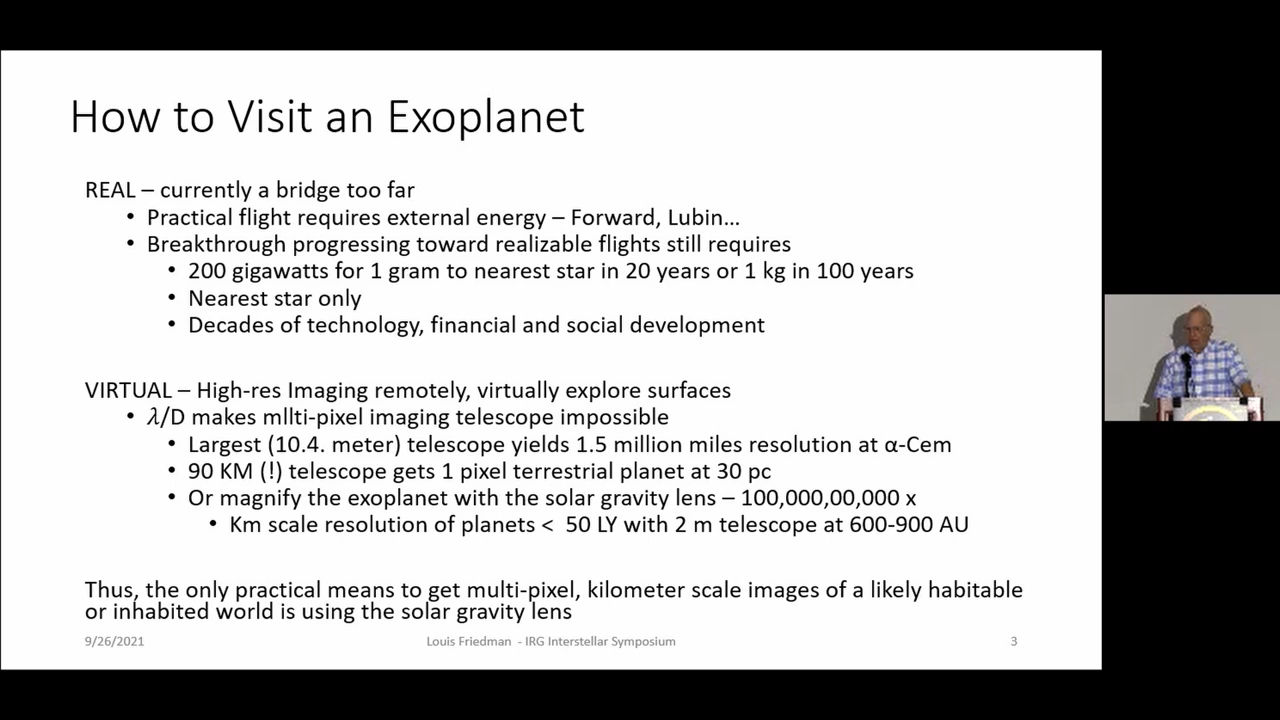 How to Visit an Exoplanet
REAL – currently a bridge too far
• Practical flight requires external energy – Forward, Lubin…
• Breakthrough progressing toward realizable flights still requires
• 200 gigawatts for 1 gram to nearest star in 20 years or 1 kg in 100 years
• Nearest star only
• Decades of technology, financial and social development
VIRTUAL – High-res Imaging remotely, virtually explore surfaces
• 𝜆/D makes mllti-pixel imaging telescope impossible
• Largest (10.4. meter) telescope yields 1.5 million miles resolution at α-Cem
• 90 KM (!) telescope gets 1 pixel terrestrial planet at 30 pc
• Or magnify the exoplanet with the solar gravity lens – 100,000,00,000 x
• Km scale resolution of planets < 50 LY with 2 m telescope at 600-900 AU
Thus, the only practical means to get multi-pixel, kilometer scale images of a likely habitable
or inhabited world is using the solar gravity lens
9/26/2021
Louis Friedman - IRG Interstellar Symposium
3